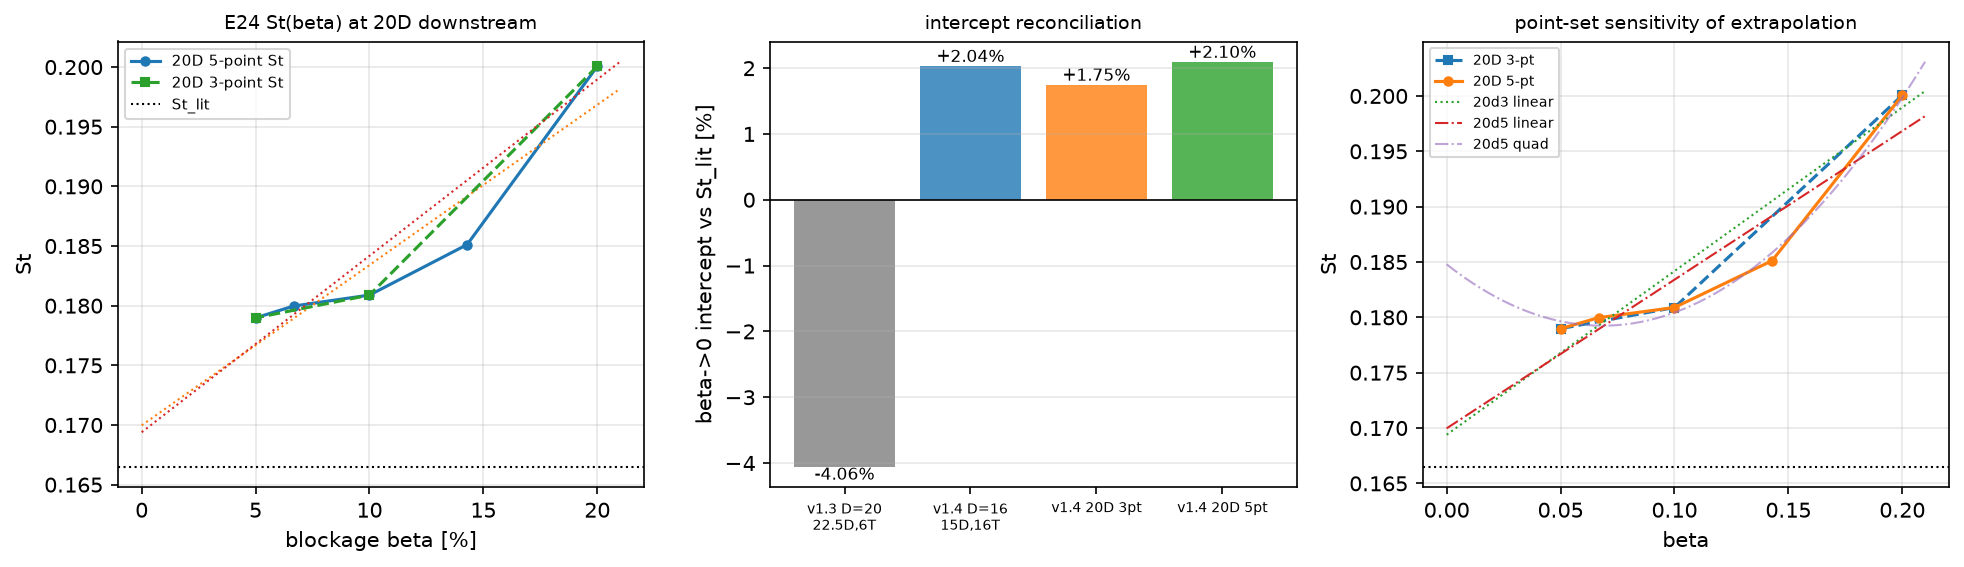 E24 St(beta) at 20D downstream
20D 5-point St
20D 3-point St
St_lit
St
0.200
0.195
0.190
0.185
0.180
0.175
0.170
0.165
0 5 10 15 20
blockage beta [%]
intercept reconciliation
beta->0 intercept vs St_lit [%]
2
1
0
−1
−2
−3
−4
-4.06%
+2.04%
+1.75%
+2.10%
v1.3 D=20
22.5D,6T
v1.4 D=16
15D,16T
v1.4 20D 3pt
v1.4 20D 5pt
point-set sensitivity of extrapolation
20D 3-pt
20D 5-pt
20d3 linear
20d5 linear
20d5 quad
St
0.200
0.195
0.190
0.185
0.180
0.175
0.170
0.165
0.00 0.05 0.10 0.15 0.20
beta